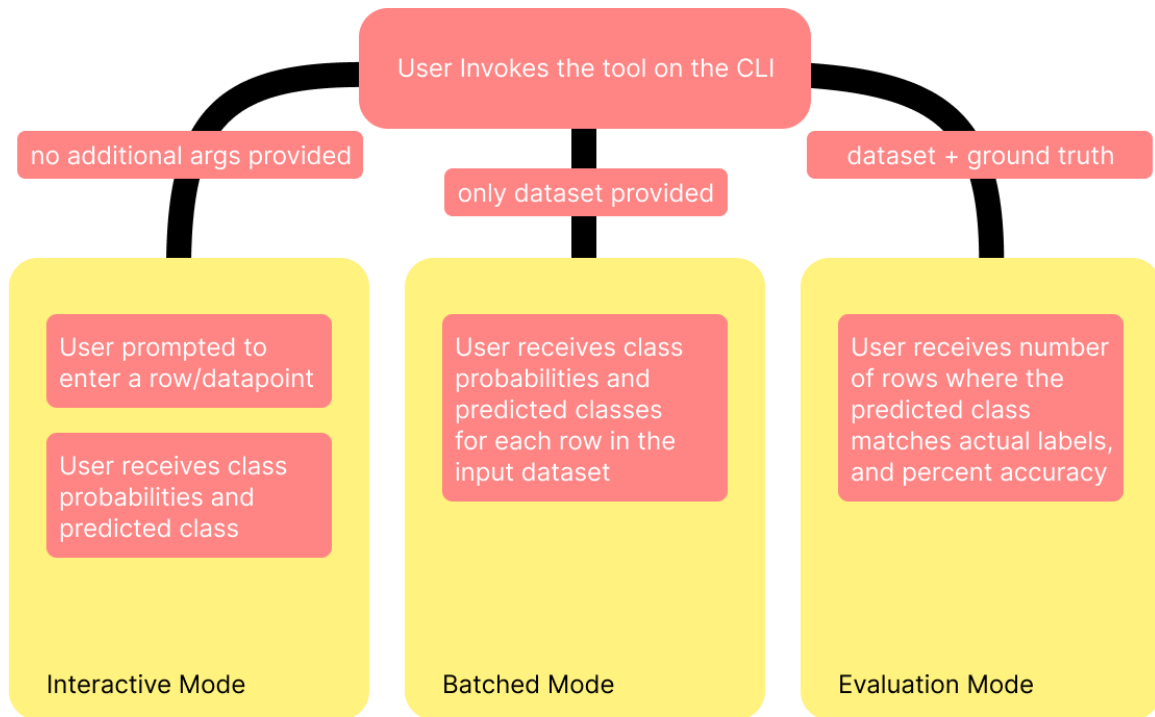 User Invokes the tool on the CLI
no additional args provided
only dataset provided
dataset + ground truth
User prompted to
enter a row/datapoint
User receives class
probabilities and
predicted class
Interactive Mode
User receives class
probabilities and
predicted classes
for each row in the
input dataset
Batched Mode
User receives number
of rows where the
predicted class
matches actual labels,
and percent accuracy
Evaluation Mode